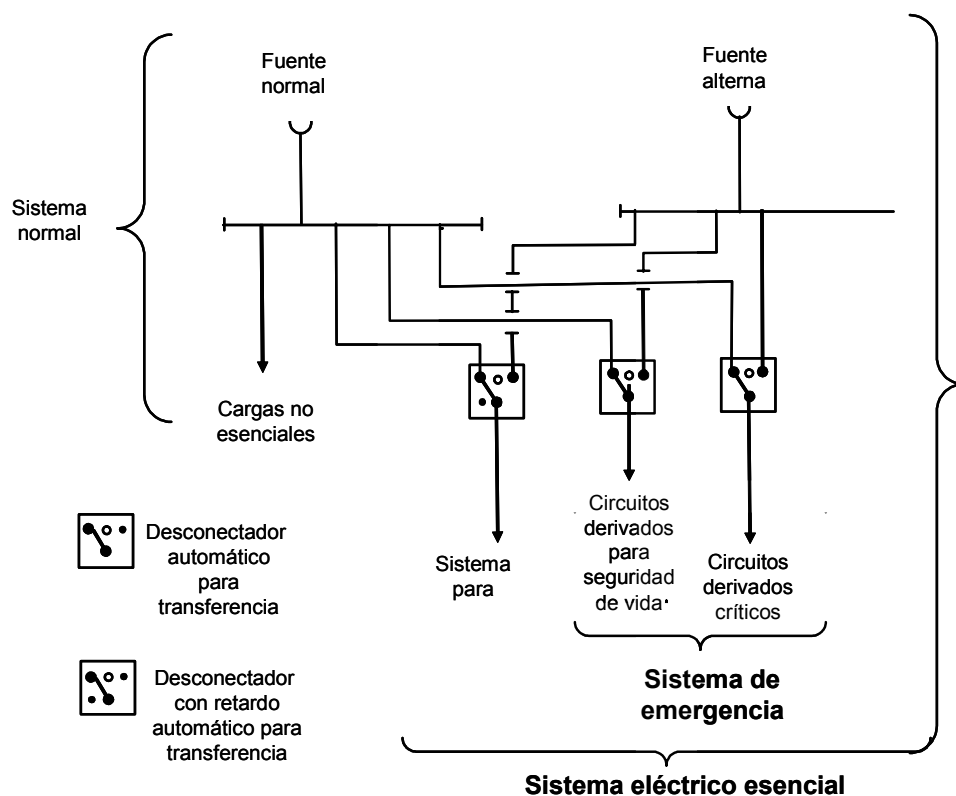 Fuente
normal
Fuente
alterna
Sistema
normal
Cargas no
esenciales
Desconectador
automático
para
transferencia
Sistema
para
Circuitos
derivados
para
seguridad
de vida
Circuitos
derivados
críticos
Desconectador
con retardo
automático para
transferencia
Sistema de
emergencia
Sistema eléctrico esencial